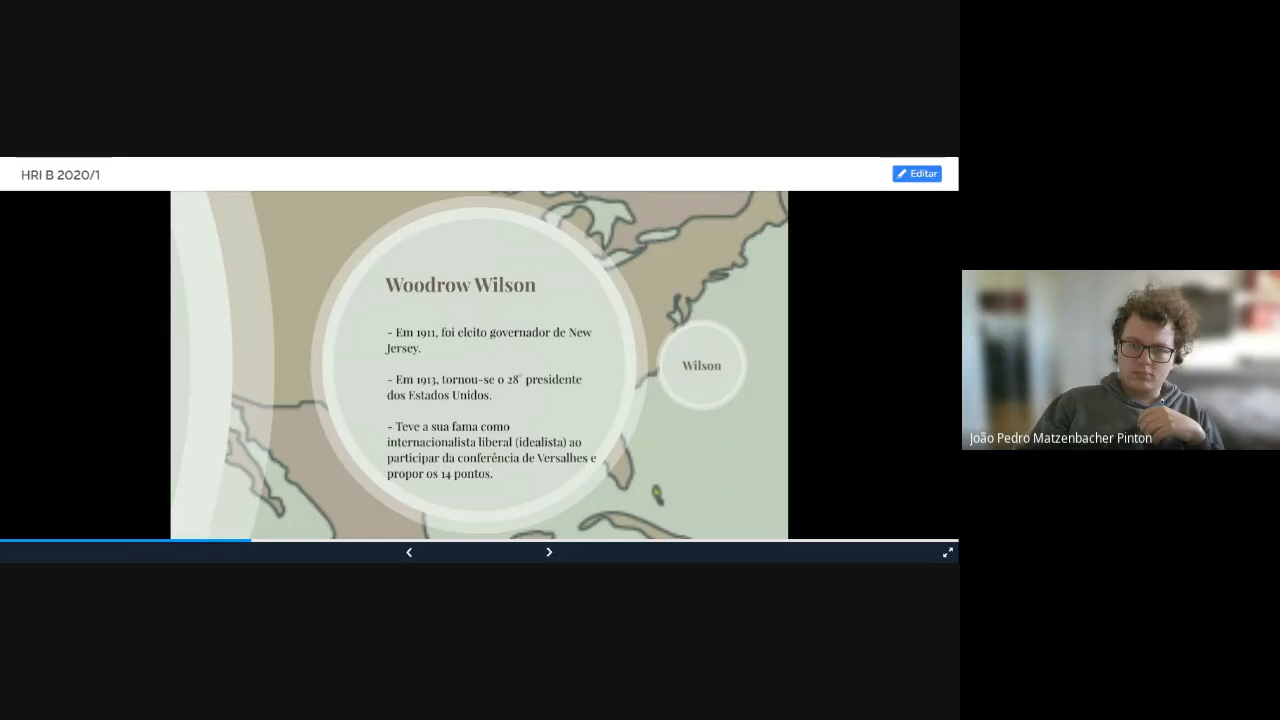 HRI B 2020/1
Editar
Woodrow Wilson
- Em 1911, foi eleito governador de New
Jersey.
- Em 1913, tornou-se o 28° presidente
dos Estados Unidos.
- Teve a sua fama como
internacionalista liberal (idealista) ao
participar da conferência de Versalhes e
propor os 14 pontos.
Wilson
João Pedro Matzenbacher Pinton